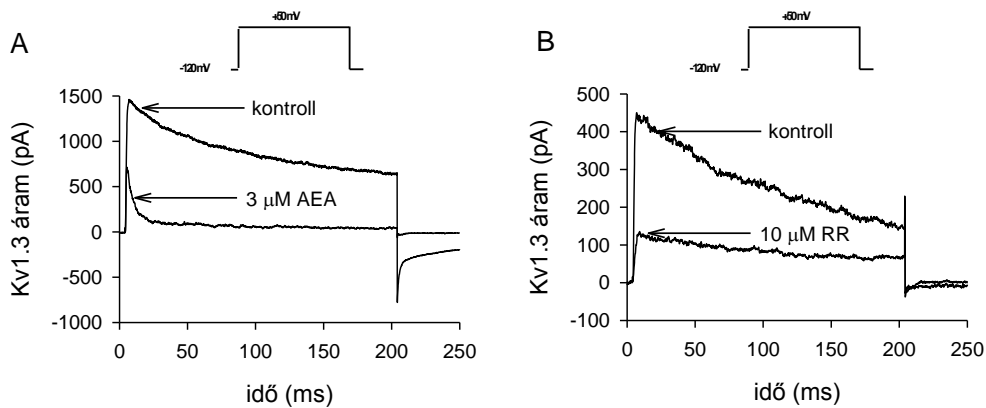 A
+50mV
-120mV
Kv1.3 áram (pA)
1500
1000
500
0
-500
-1000
kontroll
3 μM AEA
0 50 100 150 200 250
idő (ms)
B
+50mV
-120mV
Kv1.3 áram (pA)
500
400
300
200
100
0
-100
kontroll
10 μM RR
0 50 100 150 200 250
idő (ms)